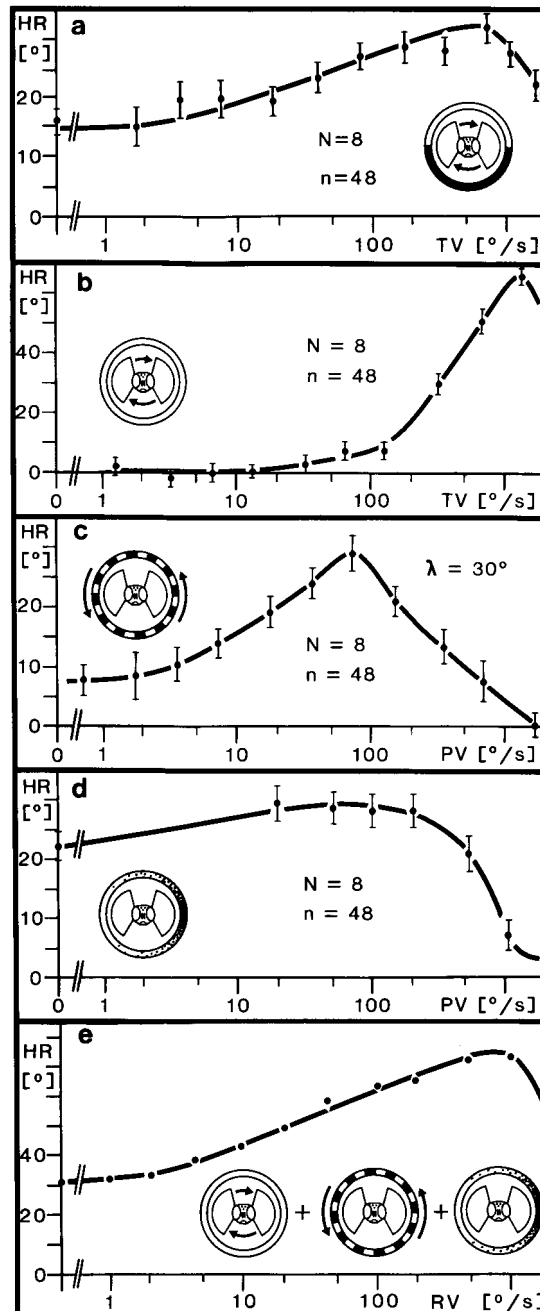 HR a
[°]
20
10
0
N=8
n=48
1 10 100 TV [°/s]
HR b
[°]
40
20
0
N = 8
n = 48
0 1 10 100 TV [°/s]
HR c
[°]
20
10
0
λ = 30°
N = 8
n = 48
0 1 10 100 PV [°/s]
HR d
[°]
20
10
0
N = 8
n = 48
0 10 100 PV [°/s]
HR e
[°]
40
20
0
+ +
1 10 100 RV [°/s]